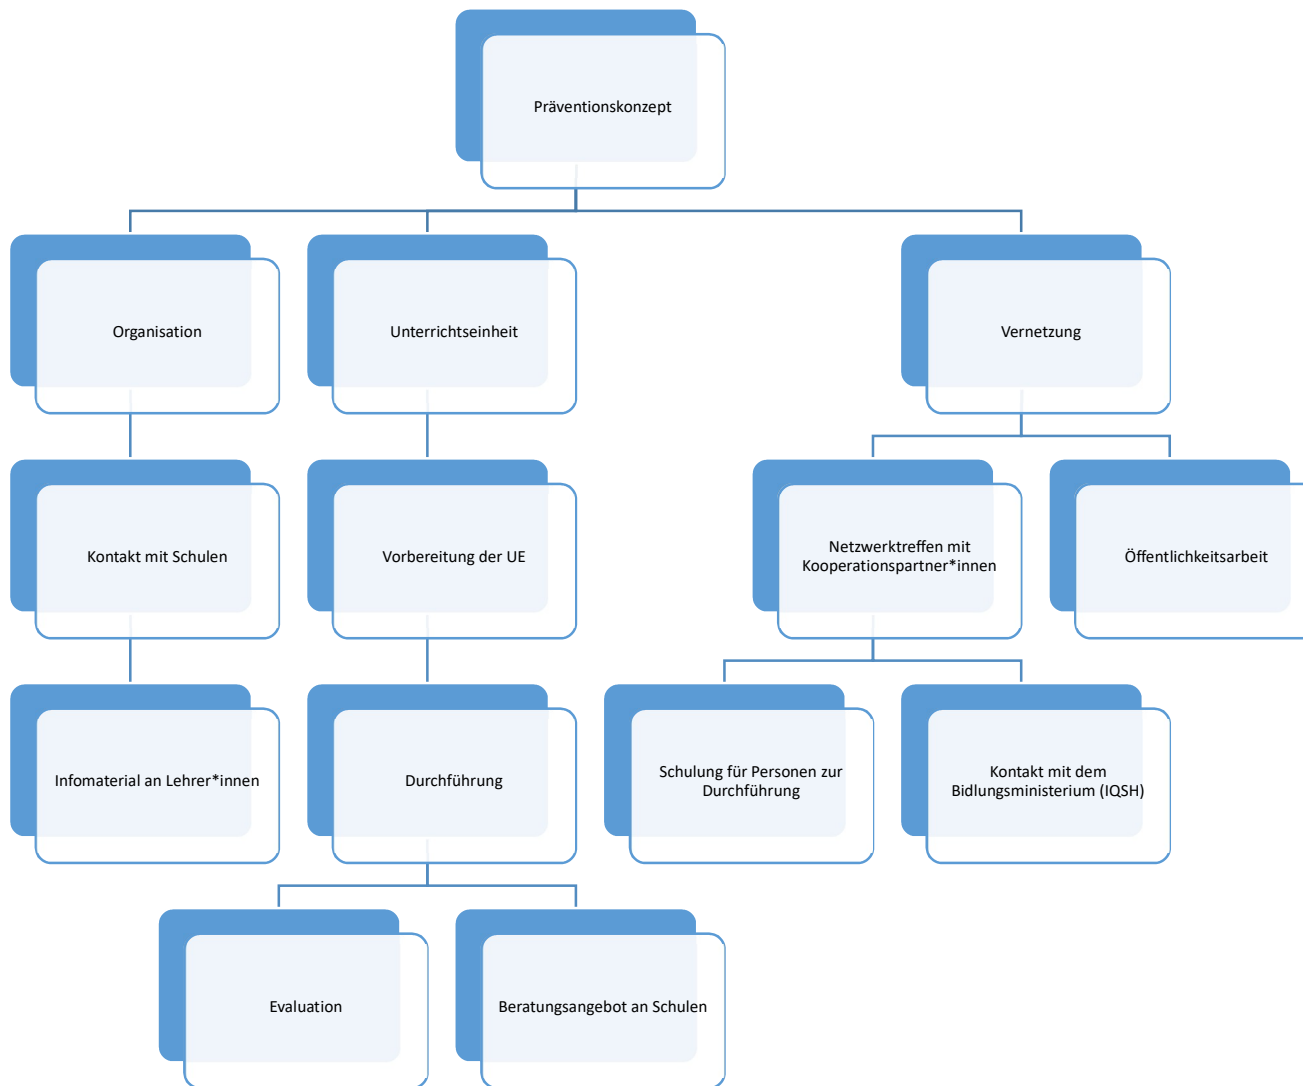 Präventionskonzept
Organisation
Unterrichtseinheit
Vernetzung
Kontakt mit Schulen
Vorbereitung der UE
Netzwerktreffen mit
Kooperationspartner*innen
Öffentlichkeitsarbeit
Infomaterial an Lehrer*innen
Durchführung
Schulung für Personen zur
Durchführung
Kontakt mit dem
Bidlungsministerium (IQSH)
Evaluation
Beratungsangebot an Schulen